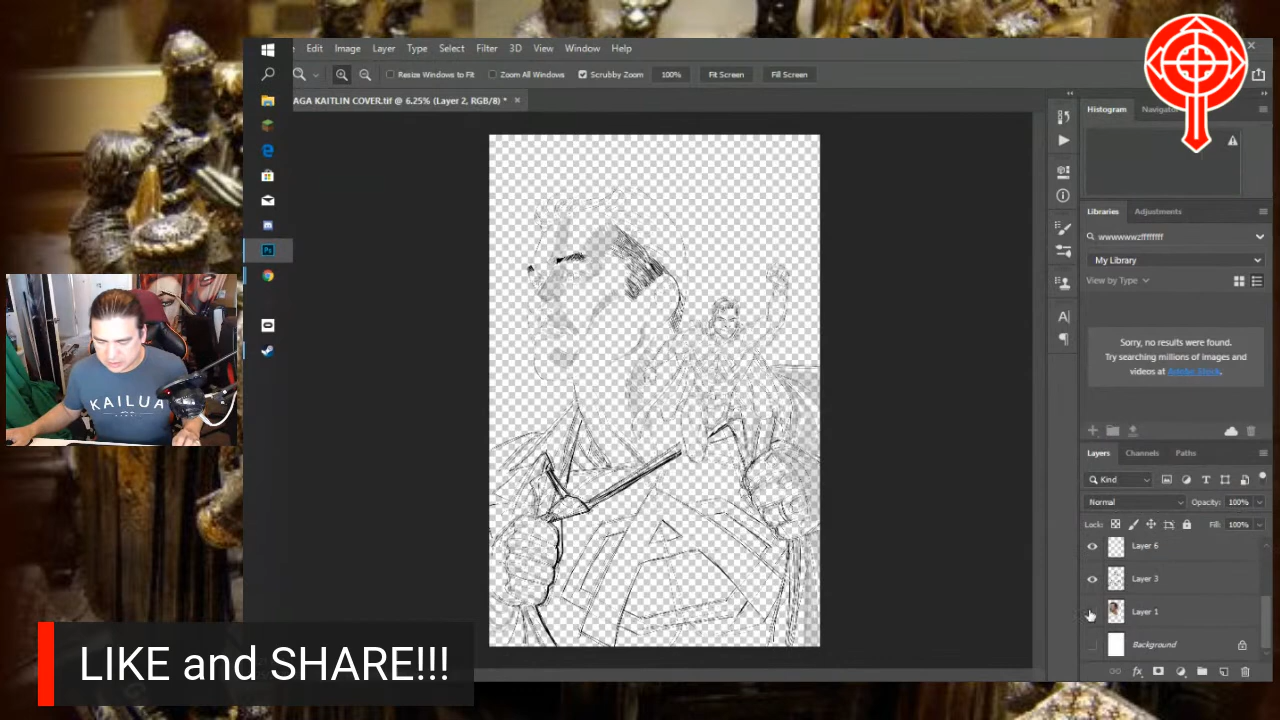 Edit Image Layer Type Select Filter 3D View Window Help
Resize Windows to Fit Zoom All Windows Scrubby Zoom 100% Fit Screen Fill Screen
AGA KAITLIN COVER.tif @ 6.25% (Layer 2, RGB/8) * ×
Histogram
Libraries Adjustments
wwwwwwzffffffff
My Library
View by Type
Sorry, no results were found.
Try searching millions of images and
videos at Adobe Stock.
Layers Channels Paths
Kind
Normal Opacity: 100%
Lock: Fill: 100%
Layer 6
Layer 3
Layer 1
Background
Ps
KAILUA
LIKE and SHARE!!!